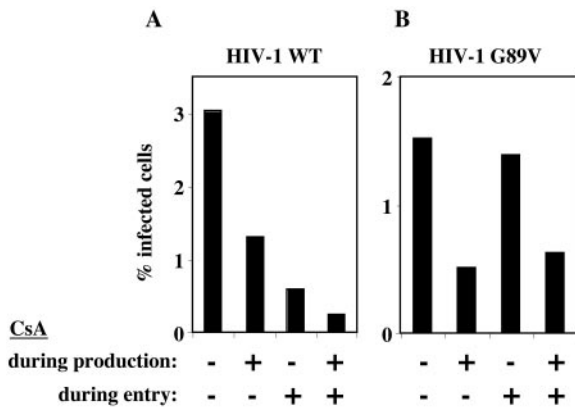 A B
HIV-1 WT HIV-1 G89V
% infected cells
3
2
1
0
2
1
0
CsA
during production: - + - + - + - +
during entry: - - + + - - + +